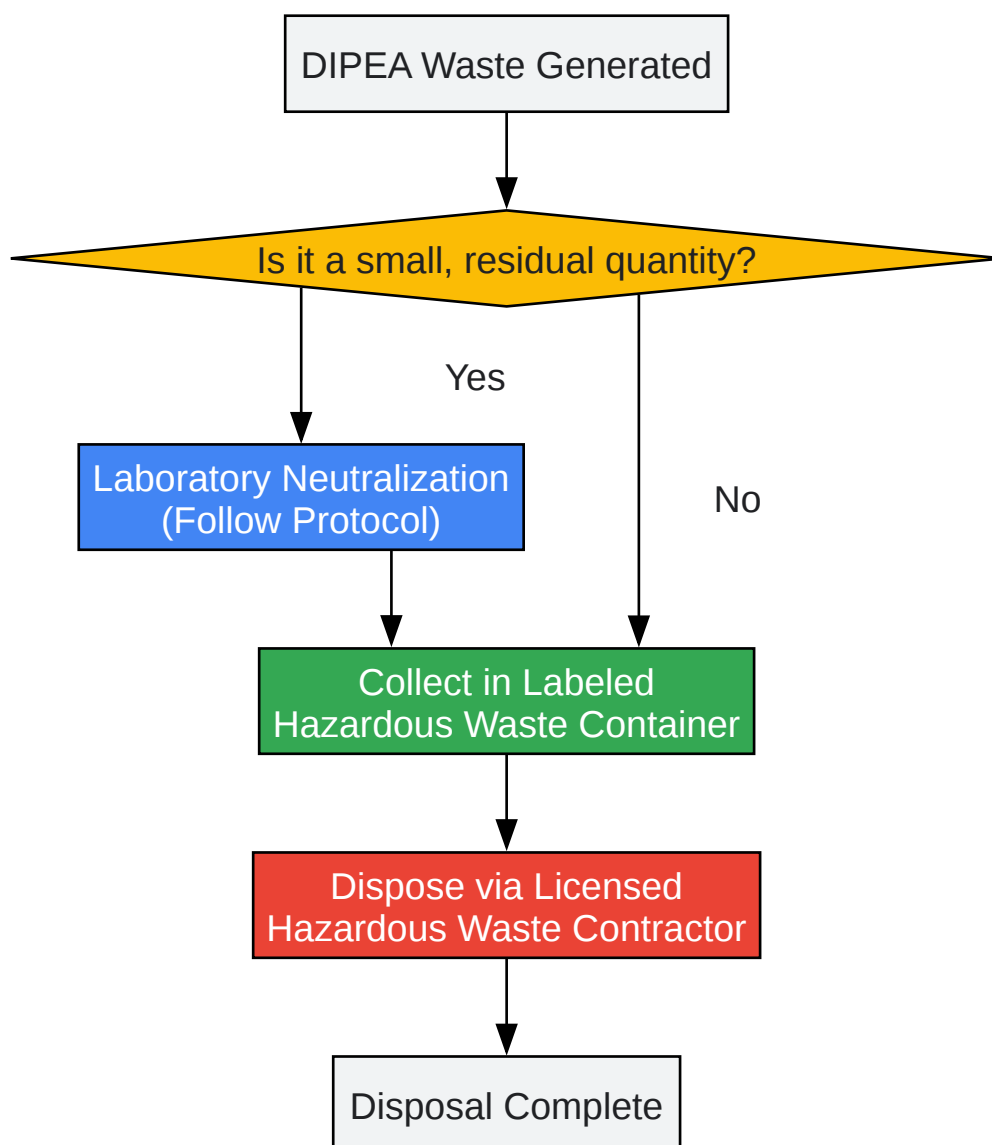 DIPEA Waste Generated
Is it a small, residual quantity?
Yes
Laboratory Neutralization
(Follow Protocol)
No
Collect in Labeled
Hazardous Waste Container
Dispose via Licensed
Hazardous Waste Contractor
Disposal Complete